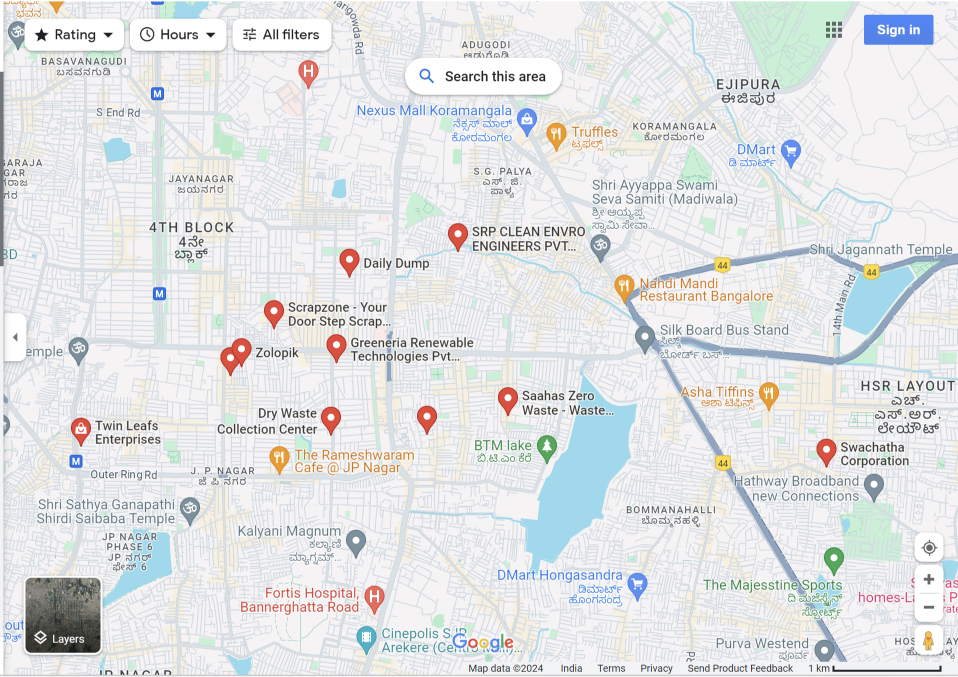 Rating
Hours
All filters
Sign in
Search this area
ಭವನ
BASAVANAGUDI
ಬಸವನಗುಡಿ
ADUGODI
ಆಡುಗೊಡಿ
EJIPURA
ಈಜಿಪುರ
S End Rd
Nexus Mall Koramangala
ನೆಕ್ಸಸ್ ಮಾಲ್
ಕೋರಮಂಗಲ
Truffles
ಟ್ರಫಲ್ಸ್
KORAMANGALA
ಕೋರಮಂಗಲ
DMart
ಡಿ ಮಾರ್ಟ್
GARAJA
GAR
JAYANAGAR
ಜಯನಗರ
S.G. PALYA
ಎಸ್. ಜಿ.
ಪಾಳ್ಯ
Shri Ayyappa Swami
Seva Samiti (Madiwala)
ಶ್ರೀ ಅಯ್ಯಪ್ಪ
ಸ್ವಾಮಿ ಸೇವಾ...
4TH BLOCK
4ನೇ
ಬ್ಲಾಕ್
SRP CLEAN ENVRO
ENGINEERS PVT...
Shri Jagannath Temple
Daily Dump
44
44
Nandi Mandi
Restaurant Bangalore
14th Main Rd
Scrapzone - Your
Door Step Scrap...
Silk Board Bus Stand
ಸಿಲ್ಕ್
ಬೋರ್ಡ್ ಬಸ್...
Greeneria Renewable
Technologies Pvt...
Zolopik
emple
HSR LAYOUT
ಎಚ್.
ಎಸ್.ಆರ್.
ಲೇಯೌಟ್
Asha Tiffins
ಆಶಾ ಟಿಫಿನ್ಸ್
Saahas Zero
Waste - Waste...
Dry Waste
Collection Center
Twin Leafs
Enterprises
BTM lake
ಬಿ.ಟಿ.ಎಂ.ಕೆರೆ
Swachatha
Corporation
The Rameshwaram
Cafe @ JP Nagar
44
Outer Ring Rd
J. P. NAGAR
ಜೆ ಪಿ ನಗರ
Hathway Broadband
new Connections
Shri Sathya Ganapathi
Shirdi Saibaba Temple
BOMMANAHALLI
ಬೊಮ್ಮನಹಳ್ಳಿ
Kalyani Magnum
ಕಲ್ಯಾಣಿ
ಮ್ಯಾಗ್ನಮ್...
JP NAGAR
PHASE 6
ಜೆಪಿ ನಗರ್
ಫೇಸ್ 6
DMart Hongasandra
ಡಿಮಾರ್ಟ್
ಹೊಂಗಸಂದ್ರ
The Majesstine Sports
ದಿ ಮಜೆಸ್ಟೈನ್
ಸ್ಪೋರ್ಟ್ಸ್
Fortis Hospital,
Bannerghatta Road
Layers
Cinepolis
Arekere
Google
Purva Westend
ಪೂರ್ವ
Map data ©2024 India Terms Privacy Send Product Feedback 1 km